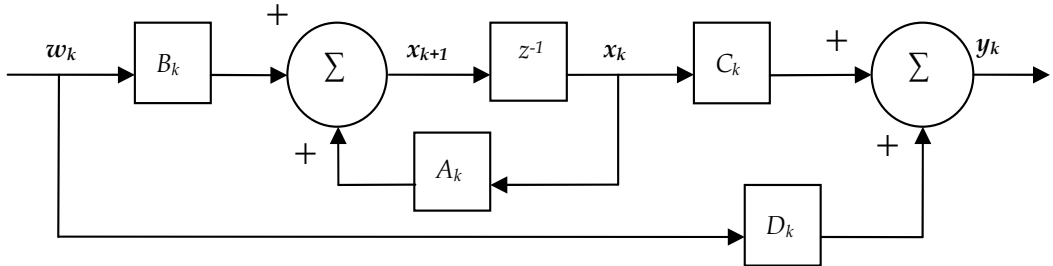 +
+
w_k
B_k
Σ
x_{k+1}
z^{-1}
x_k
C_k
Σ
y_k
+
A_k
+
D_k